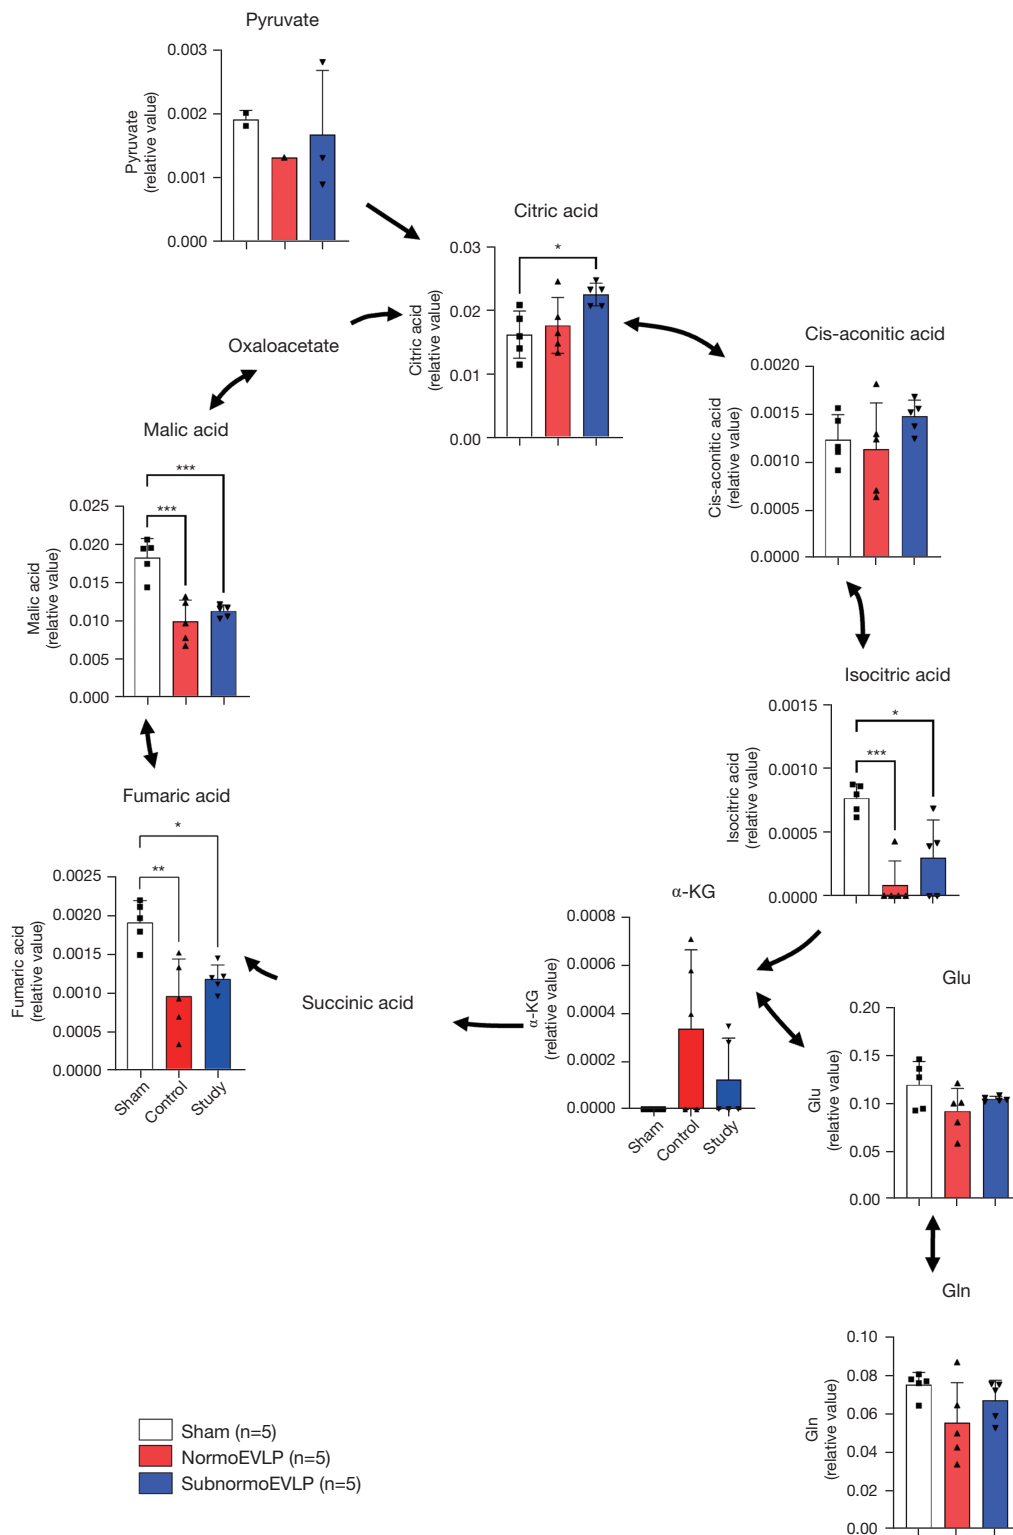 Pyruvate
Pyruvate
(relative value)
0.003
0.002
0.001
0.000
Citric acid
Citric acid
(relative value)
0.03
0.02
0.01
0.00
*
Oxaloacetate
Cis-aconitic acid
Cis-aconitic acid
(relative value)
0.0020
0.0015
0.0010
0.0005
0.0000
Malic acid
Malic acid
(relative value)
0.025
0.020
0.015
0.010
0.005
0.000
***
***
Isocitric acid
Isocitric acid
(relative value)
0.0015
0.0010
0.0005
0.0000
*
***
Fumaric acid
Fumaric acid
(relative value)
0.0025
0.0020
0.0015
0.0010
0.0005
0.0000
*
**
Sham
Control
Study
Succinic acid
α-KG
α-KG
(relative value)
0.0008
0.0006
0.0004
0.0002
0.0000
Sham
Control
Study
Glu
Glu
(relative value)
0.20
0.15
0.10
0.05
0.00
Gln
Gln
(relative value)
0.10
0.08
0.06
0.04
0.02
0.00
Sham (n=5)
NormoEVLP (n=5)
SubnormoEVLP (n=5)